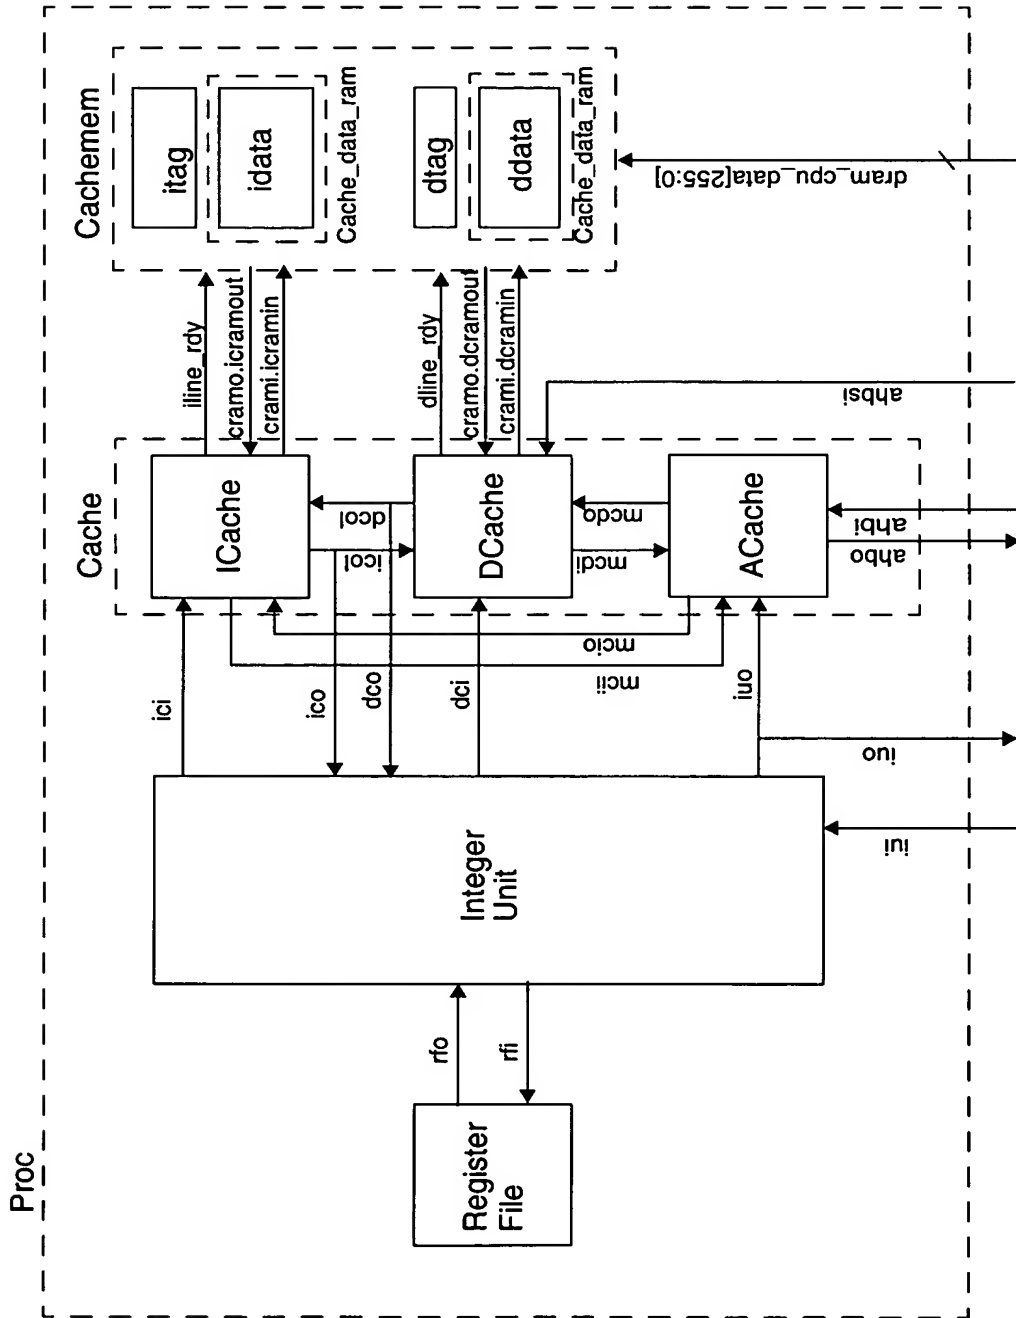 Proc
Cachemem
itag
idata
Cache_data_ram
dtag
ddata
Cache_data_ram
dram_cpu_data[255:0]
iline_rdy
cramo.icramout
crami.icramin
dline_rdy
cramo.dcramout
crami.dcramin
ahbsi
Cache
ICache
dcol
icol
DCache
mcdo
mcdi
ACache
ahbi
ahbo
mcio
mcii
ici
ico
dco
dci
iuo
iuo
iui
Integer
Unit
rfo
rfi
Register
File